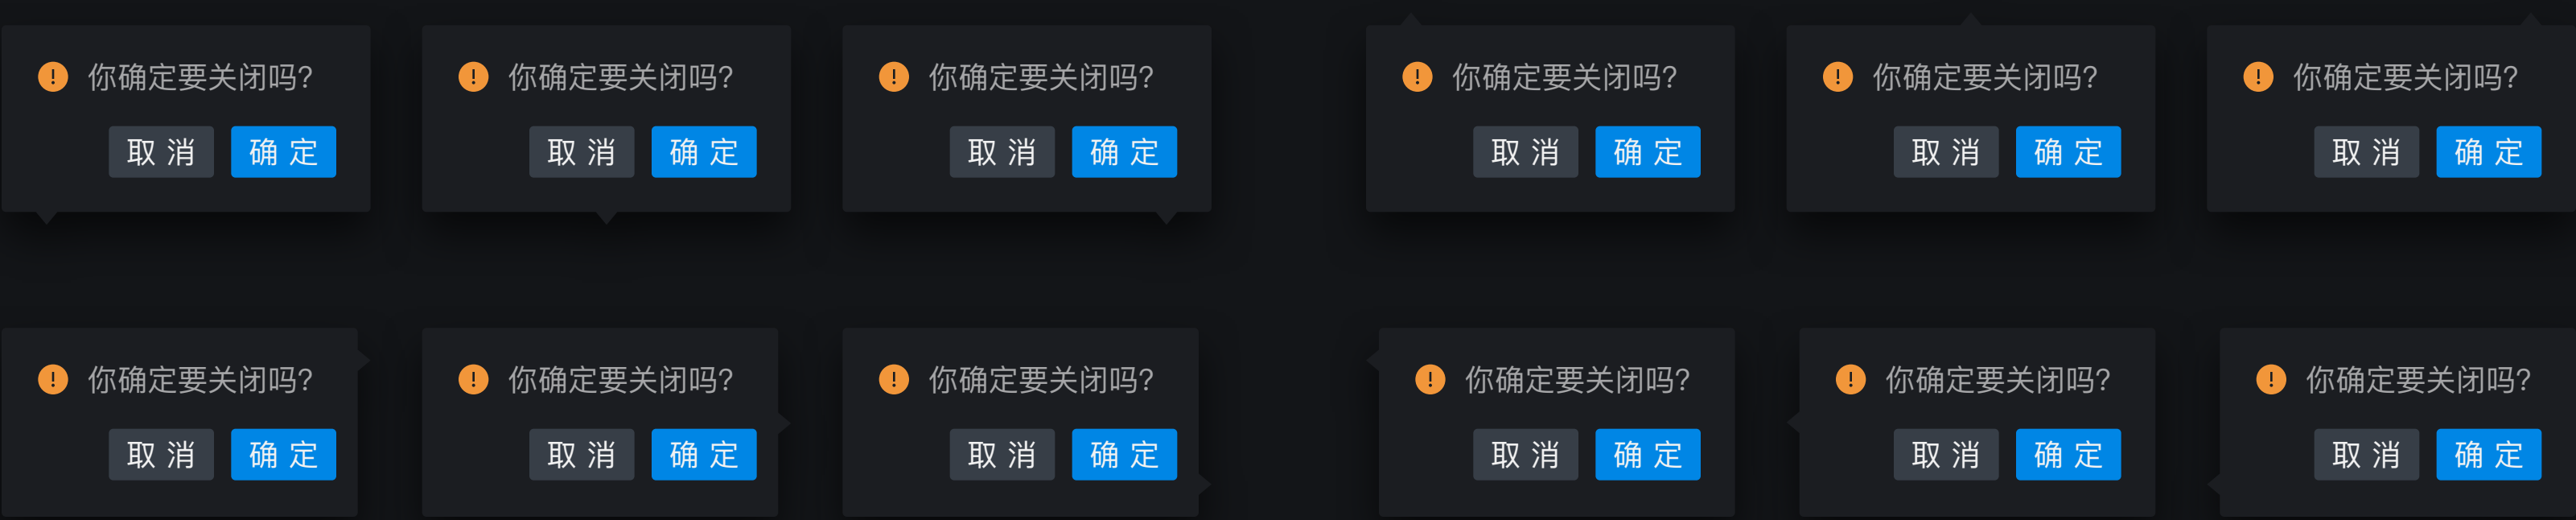 你确定要关闭吗? 你确定要关闭吗? 你确定要关闭吗? 你确定要关闭吗? 你确定要关闭吗? 你确定要关闭吗?
取 消 确 定 取 消 确 定 取 消 确 定 取 消 确 定 取 消 确 定 取 消 确 定
你确定要关闭吗? 你确定要关闭吗? 你确定要关闭吗? 你确定要关闭吗? 你确定要关闭吗? 你确定要关闭吗?
取 消 确 定 取 消 确 定 取 消 确 定 取 消 确 定 取 消 确 定 取 消 确 定